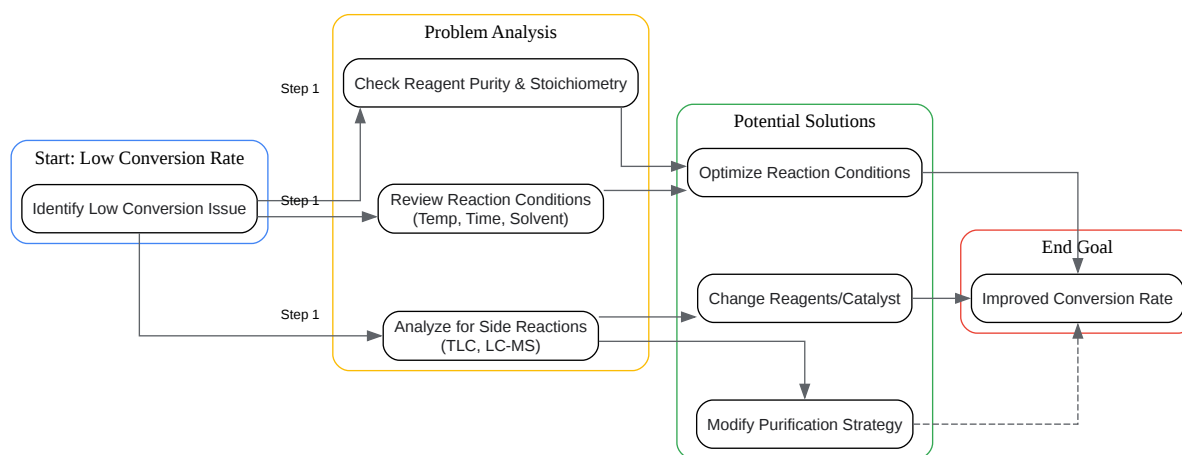 Start: Low Conversion Rate
Identify Low Conversion Issue
Step 1
Step 1
Step 1
Problem Analysis
Check Reagent Purity & Stoichiometry
Review Reaction Conditions
(Temp, Time, Solvent)
Analyze for Side Reactions
(TLC, LC-MS)
Potential Solutions
Optimize Reaction Conditions
Change Reagents/Catalyst
Modify Purification Strategy
End Goal
Improved Conversion Rate